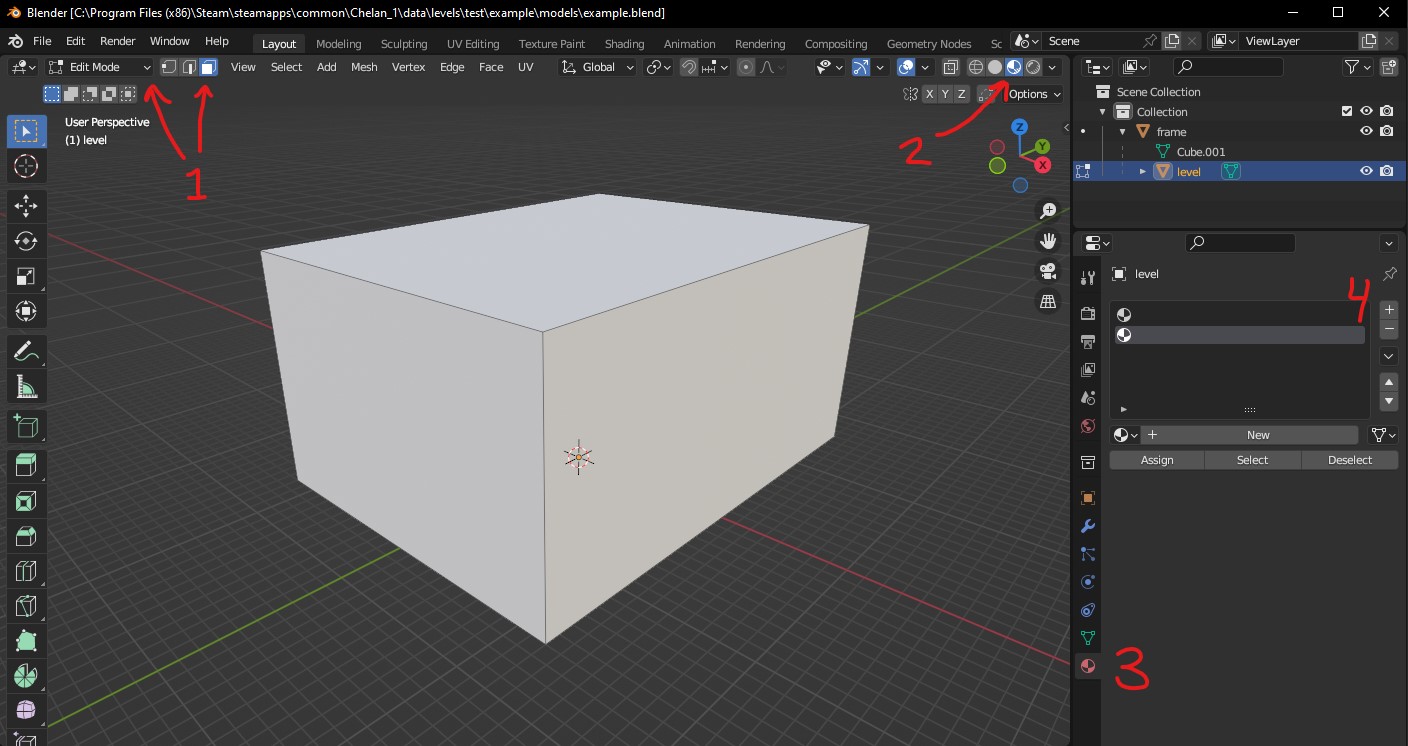 Blender [C:\Program Files (x86)\Steam\steamapps\common\Chelan_1\data\levels\test\example\models\example.blend]
File Edit Render Window Help Layout Modeling Sculpting UV Editing Texture Paint Shading Animation Rendering Compositing Geometry Nodes Sc Scene ViewLayer
Edit Mode View Select Add Mesh Vertex Edge Face UV Global
X Y Z Options
User Perspective
(1) level
1
2
Z
Y
X
Scene Collection
Collection
frame
Cube.001
level
level
4
New
Assign Select Deselect
3